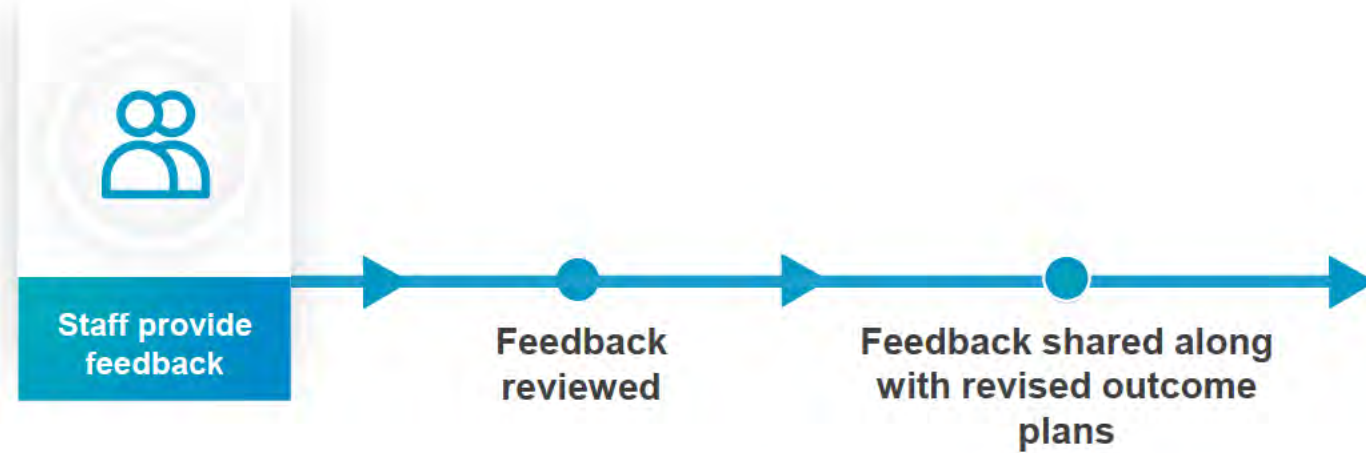 Staff provide
feedback
Feedback
reviewed
Feedback shared along
with revised outcome
plans